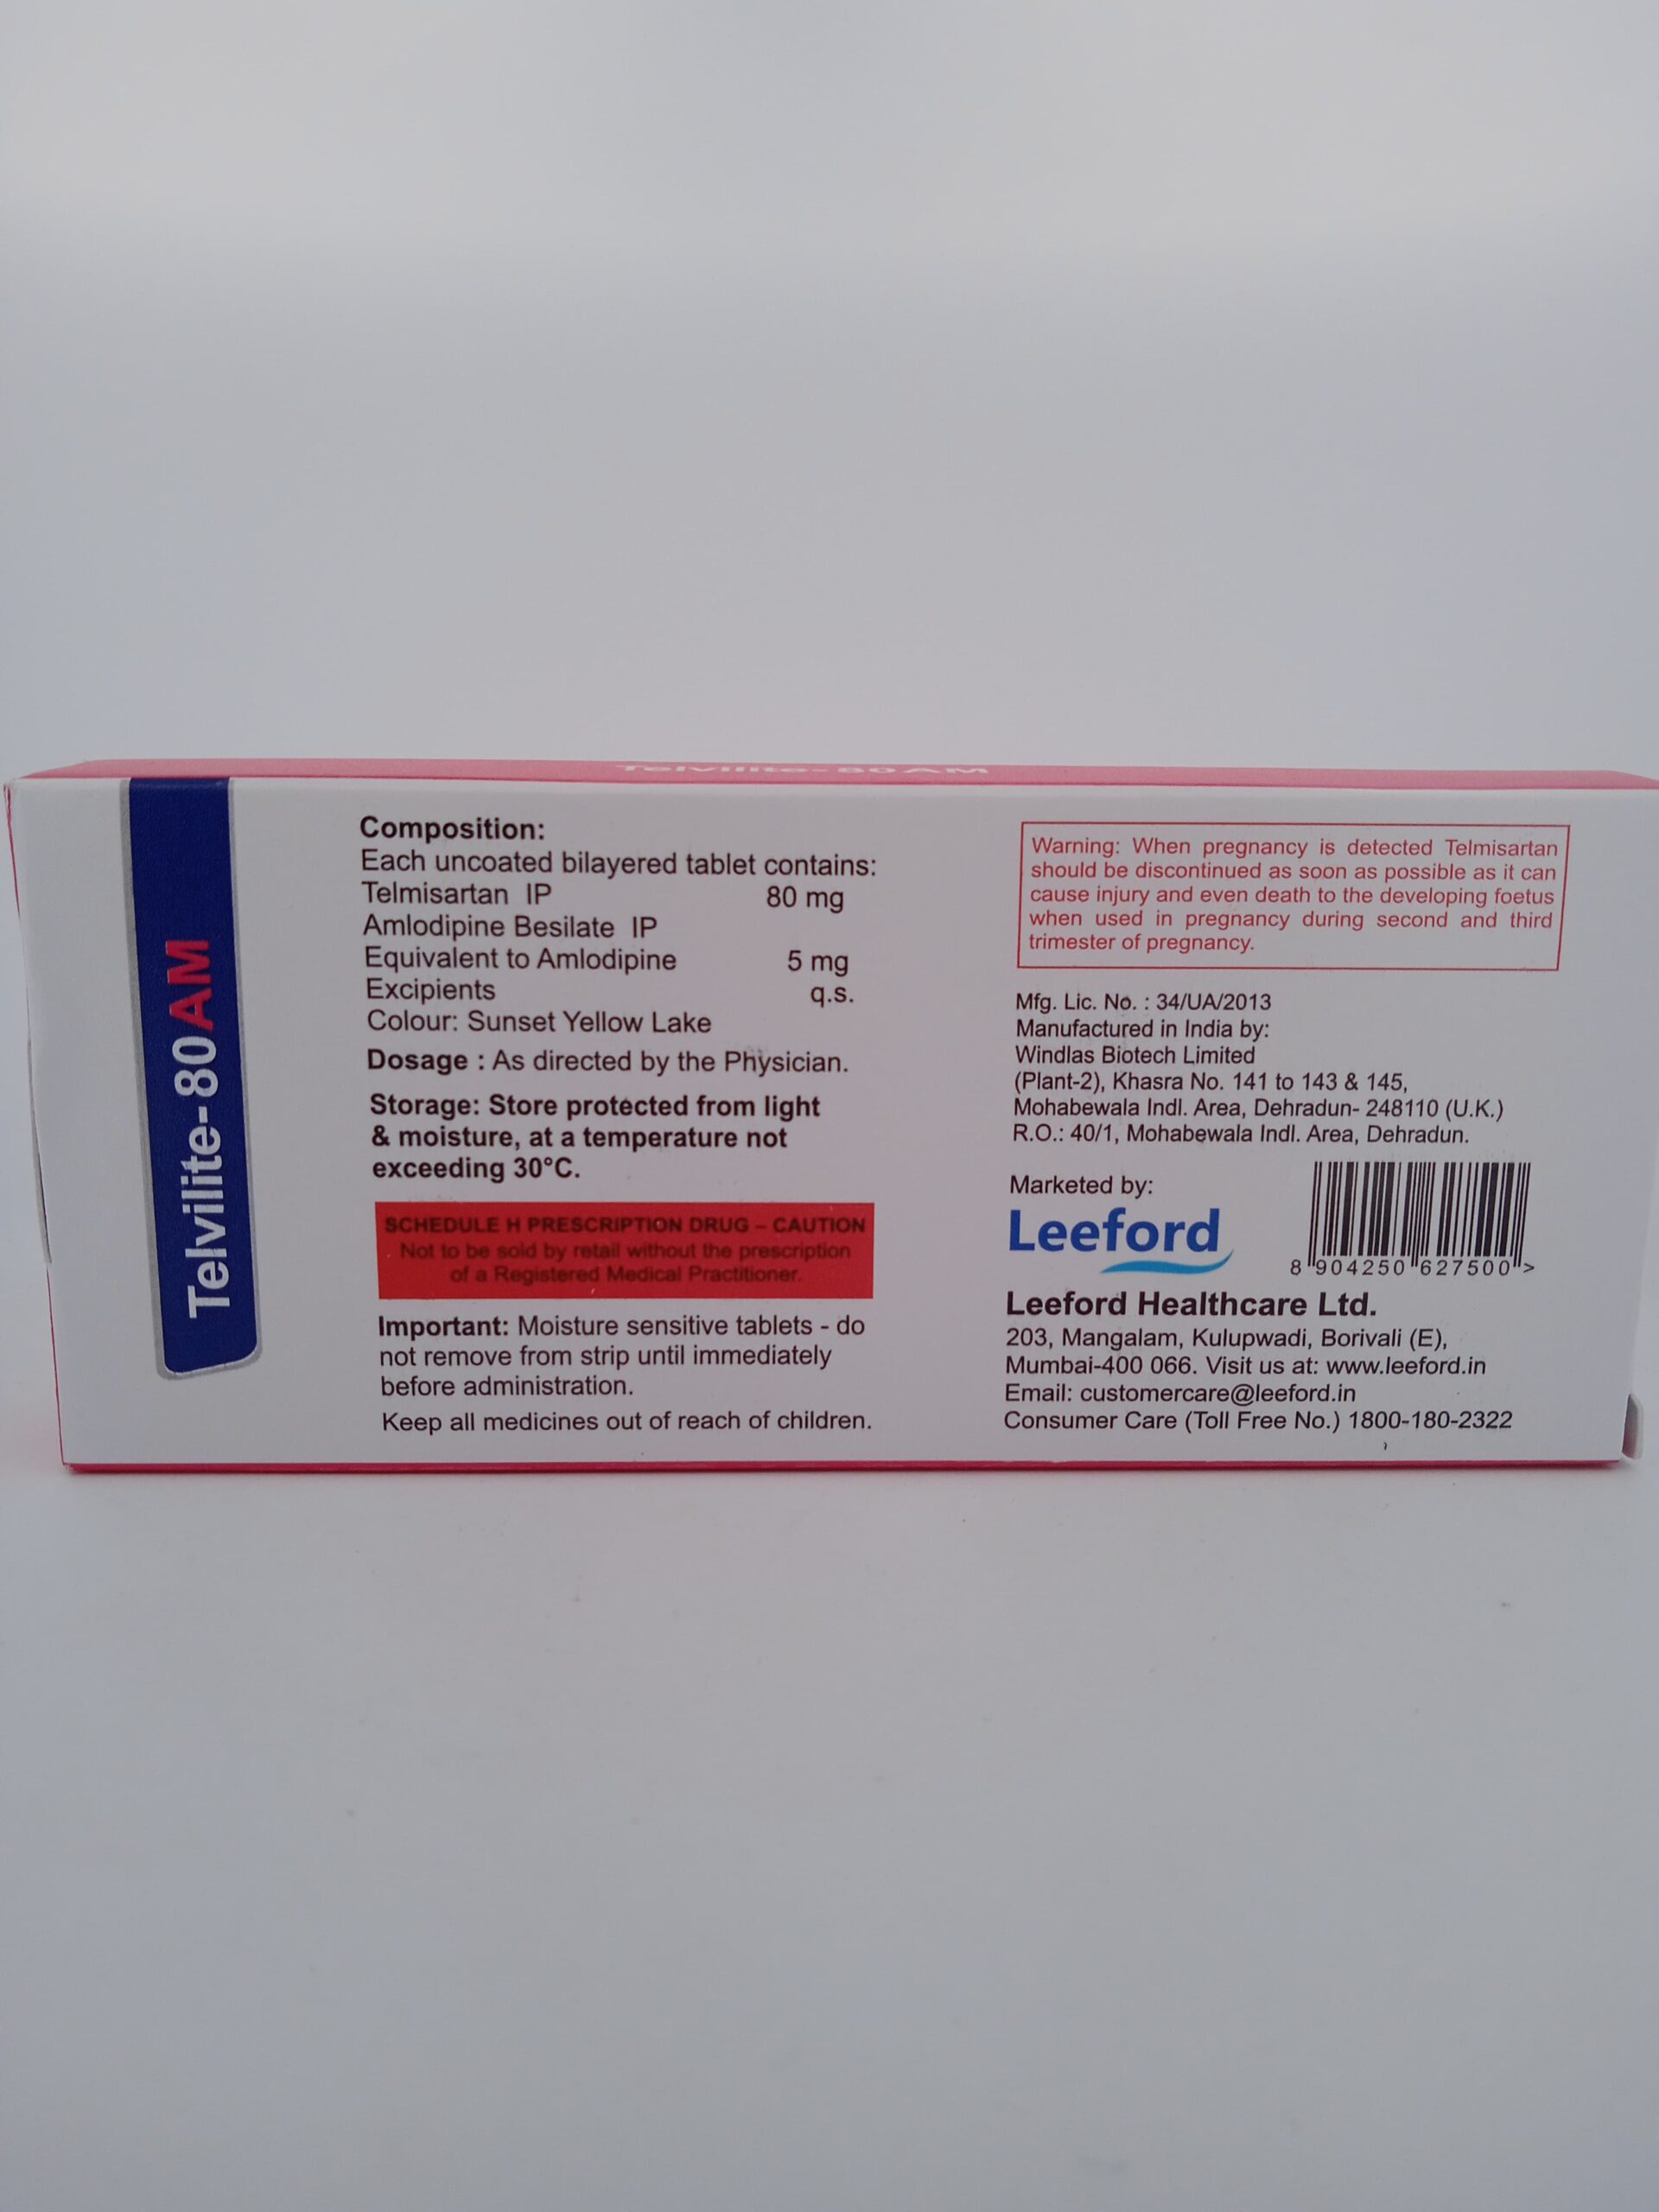 Telvilite-80AM
Telvilite-80AM
Composition:
Each uncoated bilayered tablet contains:
Telmisartan IP 80 mg
Amlodipine Besilate IP
Equivalent to Amlodipine 5 mg
Excipients q.s.
Colour: Sunset Yellow Lake
Dosage : As directed by the Physician.
Storage: Store protected from light
& moisture, at a temperature not
exceeding 30°C.
SCHEDULE H PRESCRIPTION DRUG – CAUTION
Not to be sold by retail without the prescription
of a Registered Medical Practitioner.
Important: Moisture sensitive tablets - do
not remove from strip until immediately
before administration.
Keep all medicines out of reach of children.
Warning: When pregnancy is detected Telmisartan
should be discontinued as soon as possible as it can
cause injury and even death to the developing foetus
when used in pregnancy during second and third
trimester of pregnancy.
Mfg. Lic. No. : 34/UA/2013
Manufactured in India by:
Windlas Biotech Limited
(Plant-2), Khasra No. 141 to 143 & 145,
Mohabewala Indl. Area, Dehradun- 248110 (U.K.)
R.O.: 40/1, Mohabewala Indl. Area, Dehradun.
Marketed by:
Leeford
8 904250 627500 >
Leeford Healthcare Ltd.
203, Mangalam, Kulupwadi, Borivali (E),
Mumbai-400 066. Visit us at: www.leeford.in
Email: customercare@leeford.in
Consumer Care (Toll Free No.) 1800-180-2322